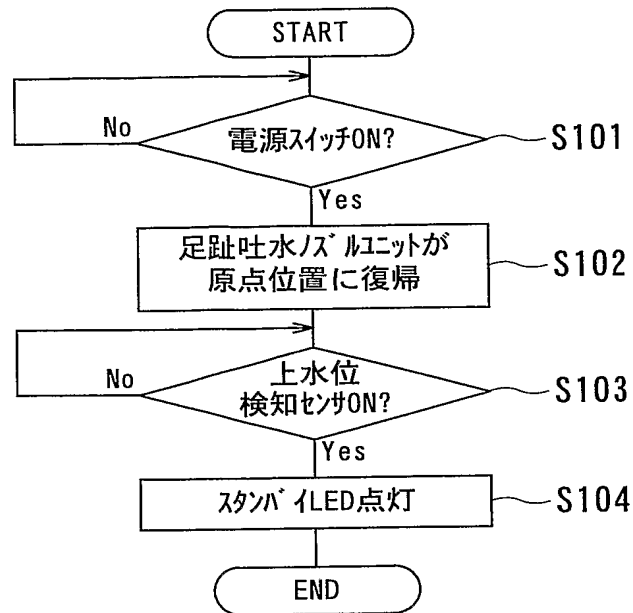 START
No
電源スイッチON?
S101
Yes
足趾吐水ノズルユニットが
原点位置に復帰
S102
No
上水位
検知センサON?
S103
Yes
スタンバイLED点灯
S104
END